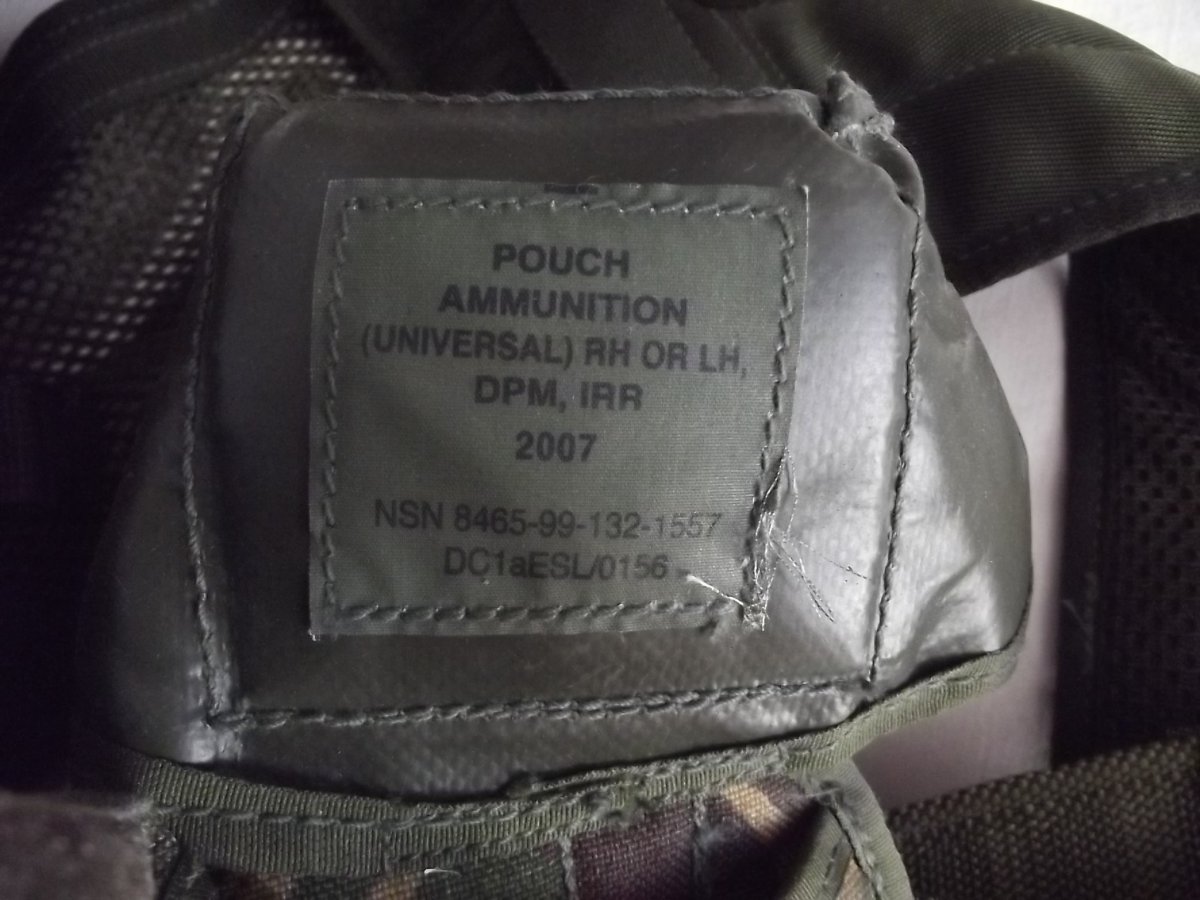 POUCH
AMMUNITION
(UNIVERSAL) RH OR LH,
DPM, IRR
2007
NSN 8465-99-132-1557
DC1aESL/0156